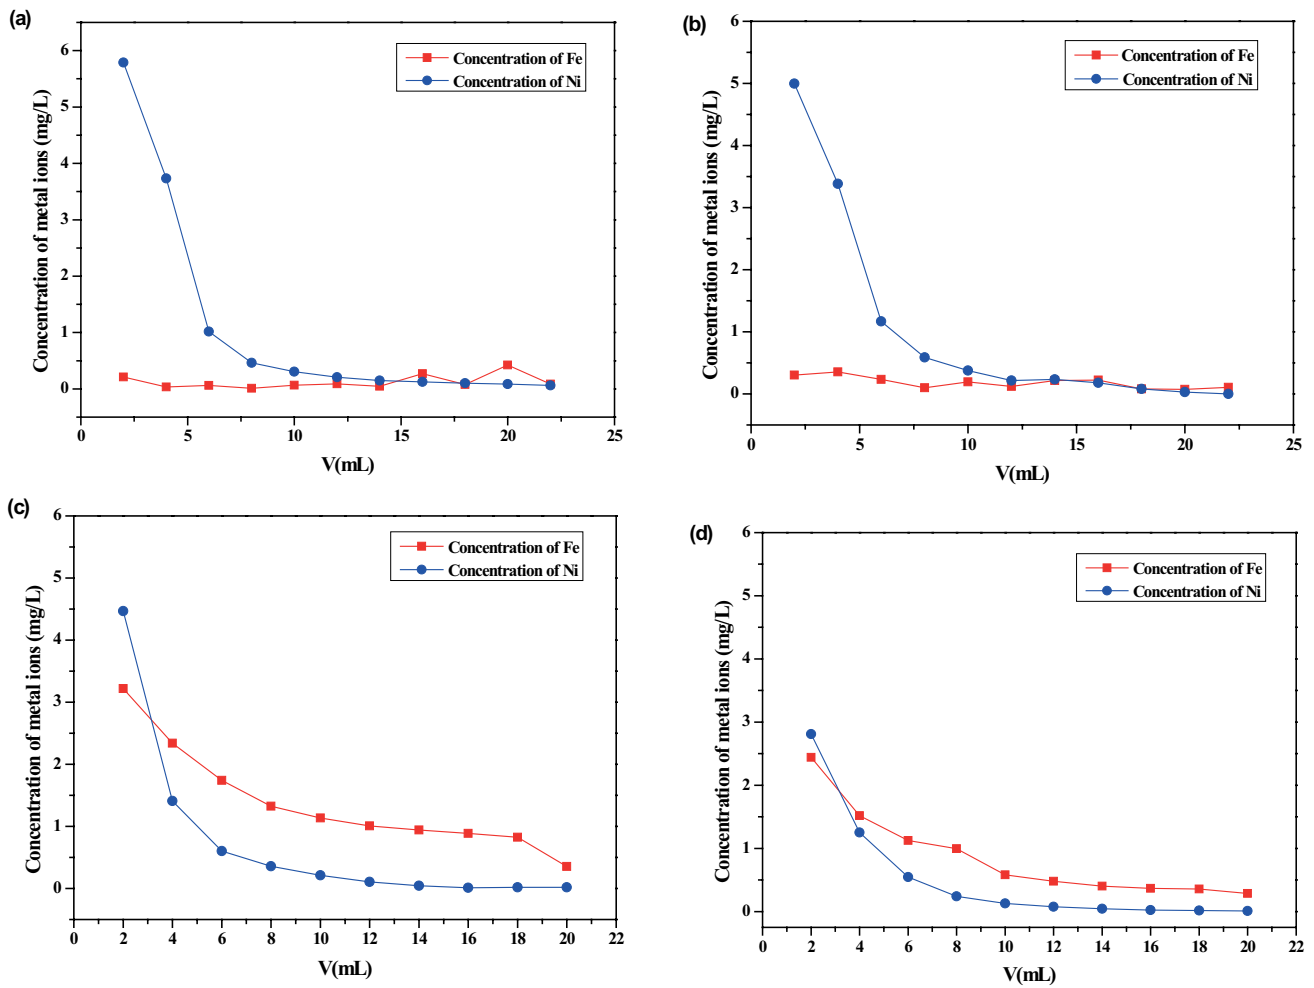 (a)
Concentration of metal ions (mg/L)
6
5
4
3
2
1
0
Concentration of Fe
Concentration of Ni
0 5 10 15 20 25
V(mL)
(b)
Concentration of metal ions (mg/L)
6
5
4
3
2
1
0
Concentration of Fe
Concentration of Ni
0 5 10 15 20 25
V(mL)
(c)
Concentration of metal ions (mg/L)
6
5
4
3
2
1
0
Concentration of Fe
Concentration of Ni
0 2 4 6 8 10 12 14 16 18 20 22
V(mL)
(d)
Concentration of metal ions (mg/L)
6
5
4
3
2
1
0
Concentration of Fe
Concentration of Ni
0 2 4 6 8 10 12 14 16 18 20 22
V(mL)